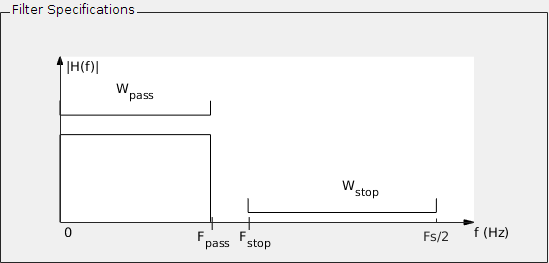 Filter Specifications
|H(f)|
Wpass
Wstop
0 Fpass Fstop Fs/2 f (Hz)